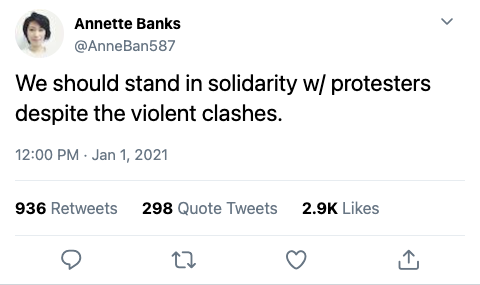 Annette Banks
@AnneBan587
We should stand in solidarity w/ protesters
despite the violent clashes.
12:00 PM · Jan 1, 2021
936 Retweets 298 Quote Tweets 2.9K Likes